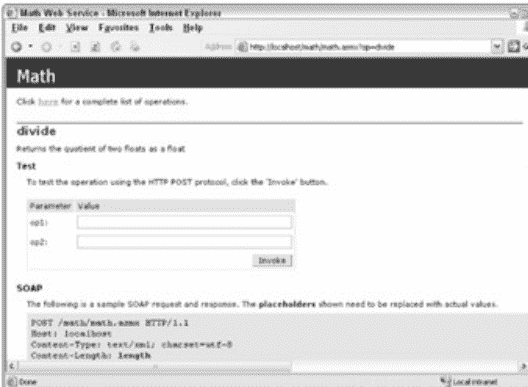 Math Web Service - Microsoft Internet Explorer
File Edit View Favorites Tools Help
Address http://localhost/math/math.asmx?op=divide
Math
Click here for a complete list of operations.
divide
Returns the quotient of two floats as a float
Test
To test the operation using the HTTP POST protocol, click the 'Invoke' button.
Parameter Value
op1:
op2:
Invoke
SOAP
The following is a sample SOAP request and response. The placeholders shown need to be replaced with actual values.
POST /math/math.asmx HTTP/1.1
Host: localhost
Content-Type: text/xml; charset=utf-8
Content-Length: length
Done Local intranet